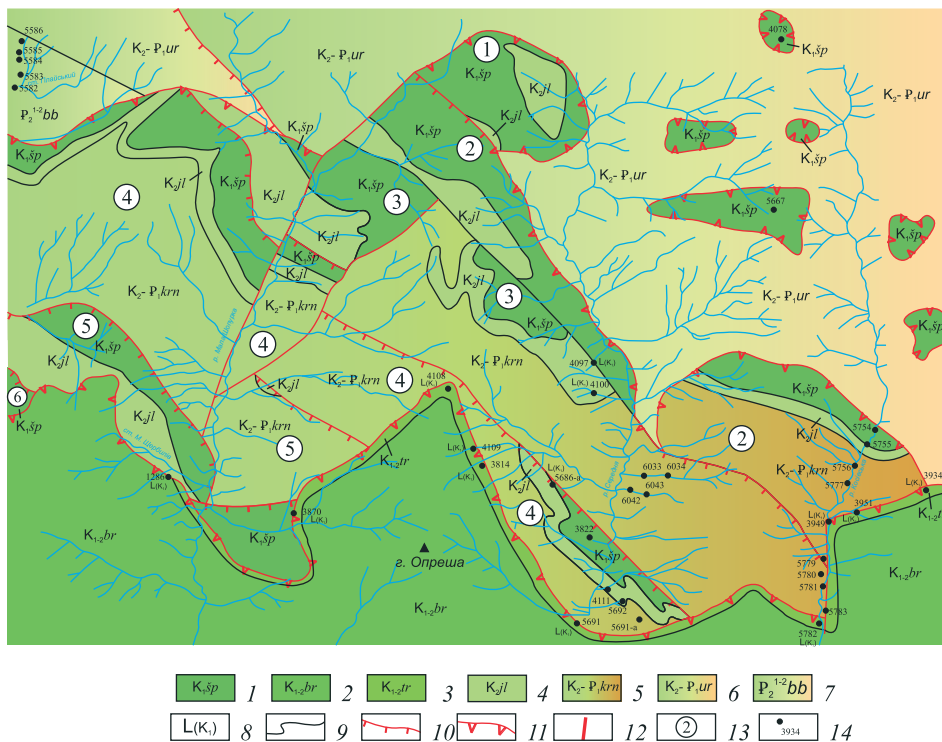 5586
5585
5584
5583
5582
K₂- ₽₁ur
K₂- ₽₁ur
₽₂¹⁻²bb
4078
K₁šp
K₂- ₽₁ur
1
K₁šp
K₂jl
K₂jl
2
K₁šp
K₁šp
K₁šp
K₂jl
4
K₁šp
K₂jl
K₁šp
3
K₂jl
K₂jl
K₁šp
5667
K₁šp
K₁šp
K₂jl
K₂jl
3
K₁šp
K₂- ₽₁ur
K₂- ₽₁krn
K₂- ₽₁krn
K₁šp
5
K₁šp
K₂jl
4
K₂- ₽₁krn
4097
L(K₁)
L(K₁)
4100
K₁šp
6
K₁šp
K₂jl
K₂jl
K₂- ₽₁krn
4
4108
L(K₁)
K₂- ₽₁krn
5
K₁₋₂tr
2
K₂jl
5754
5755
K₂- ₽₁krn
5756
5777
L(K₁)
4109
3814
L(K₁)
L(K₁)
5686-а
K₂jl
6033
6034
6043
6042
р. Свидовец
1286
L(K₁)
3870
L(K₁)
K₁šp
4
3822
K₁šp
3934
K₁₋₂t
L(K₁)
3949
3951
L(K₁)
K₁₋₂br
г. Опреша
K₁₋₂br
5779
5780
5781
5783
5782
L(K₁)
K₁₋₂br
4111
5692
5691
L(K₁)
5691-а
K₁šp 1
K₁₋₂br 2
K₁₋₂tr 3
K₂jl 4
K₂- ₽₁krn 5
K₂- ₽₁ur 6
₽₂¹⁻²bb 7
L(K₁) 8
9
10
11
12
2 13
3934 14